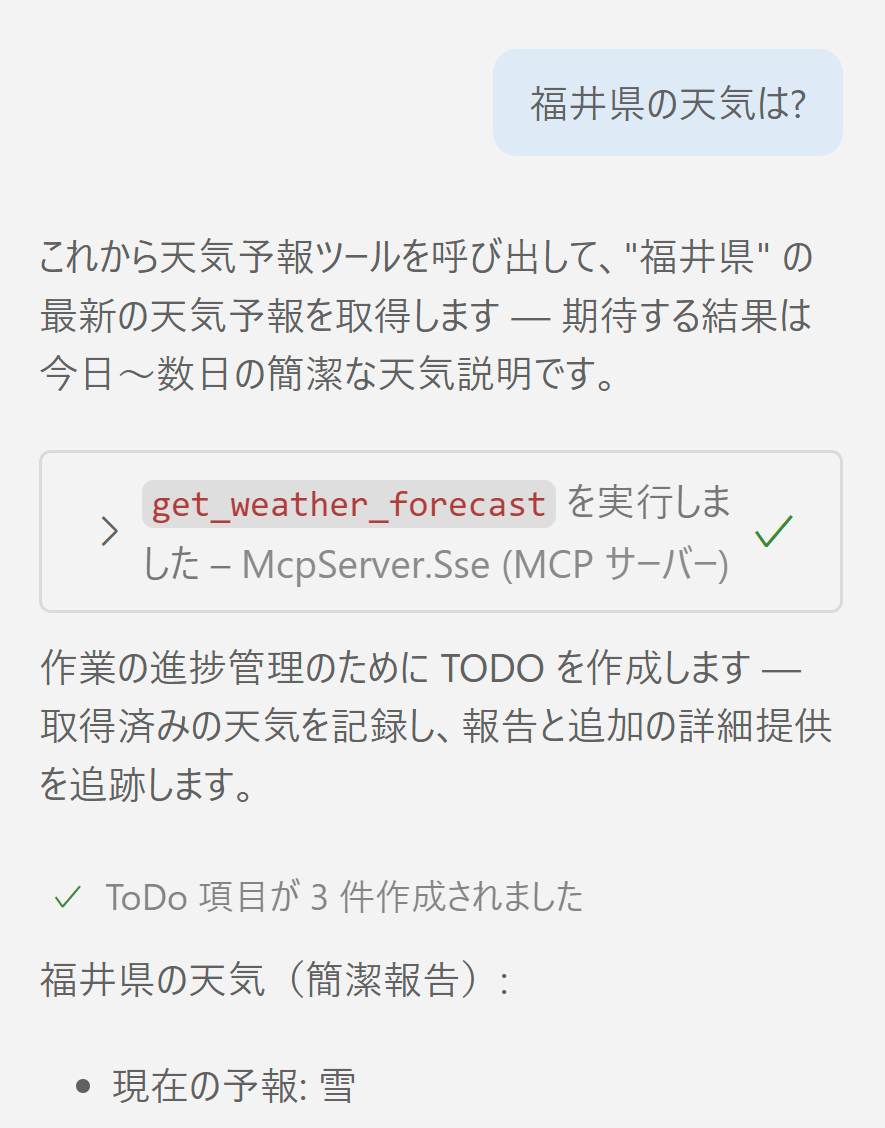 福井県の天気は?
これから天気予報ツールを呼び出して、"福井県" の
最新の天気予報を取得します — 期待する結果は
今日～数日の簡潔な天気説明です。
get_weather_forecast を実行しま
した – McpServer.Sse (MCP サーバー)
作業の進捗管理のために TODO を作成します —
取得済みの天気を記録し、報告と追加の詳細提供
を追跡します。
ToDo 項目が 3 件作成されました
福井県の天気（簡潔報告）:
• 現在の予報: 雪